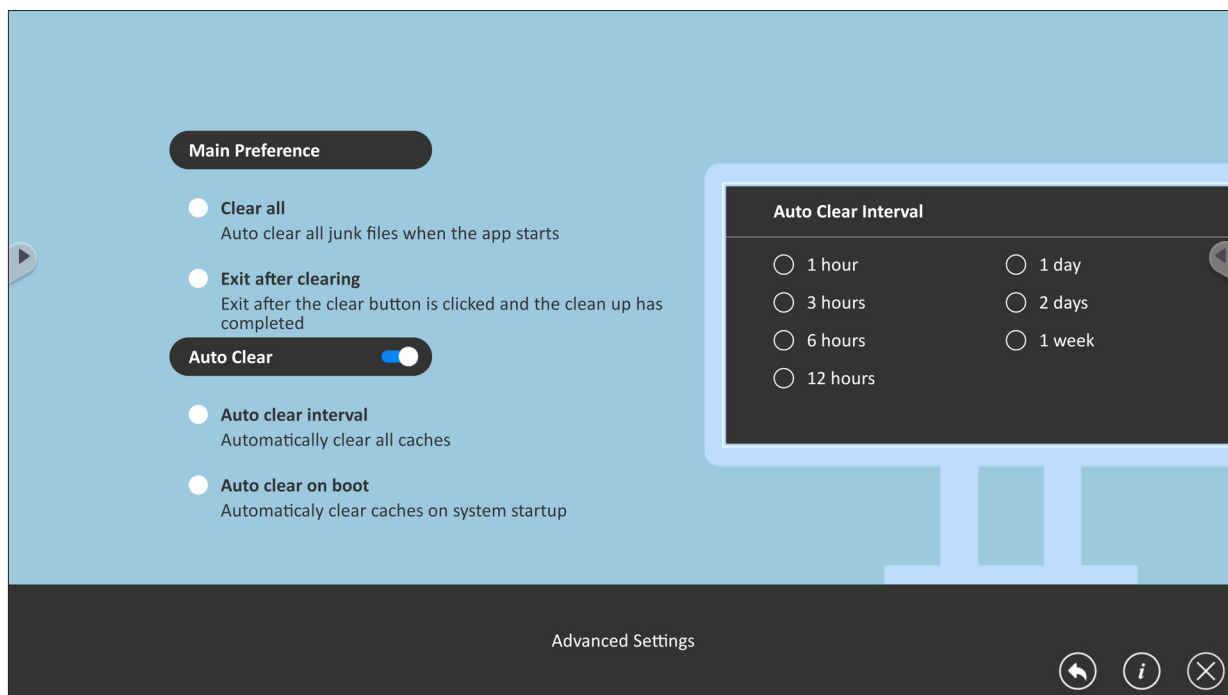 Main Preference
Clear all
Auto clear all junk files when the app starts
Exit after clearing
Exit after the clear button is clicked and the clean up has
completed
Auto Clear
Auto clear interval
Automatically clear all caches
Auto clear on boot
Automaticaly clear caches on system startup
Auto Clear Interval
1 hour
1 day
3 hours
2 days
6 hours
1 week
12 hours
Advanced Settings
i